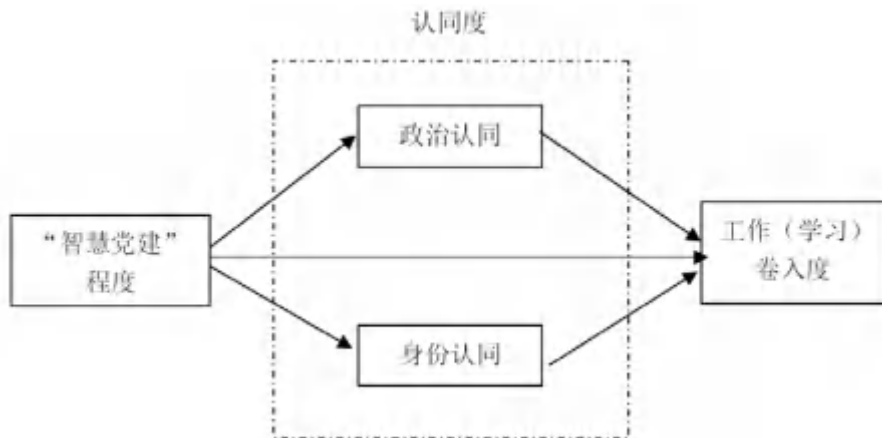 认同度
政治认同
“智慧党建”
程度
工作（学习）
卷入度
身份认同